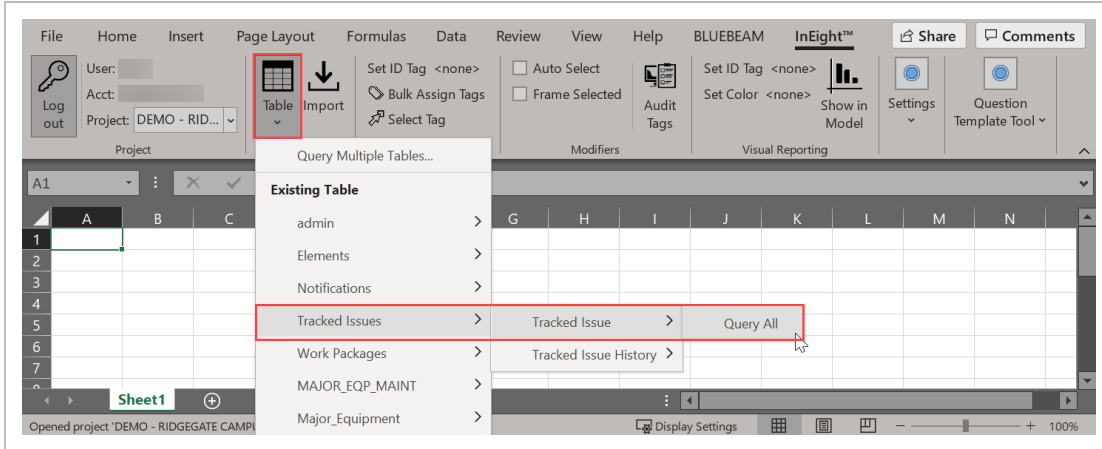 File Home Insert Page Layout Formulas Data Review View Help BLUEBEAM InEight™ Share Comments
User:
Acct:
Project: DEMO - RID...
Log out
Project
Table
Import
Set ID Tag <none>
Bulk Assign Tags
Select Tag
Auto Select
Frame Selected
Modifiers
Audit Tags
Set ID Tag <none>
Set Color <none>
Show in Model
Visual Reporting
Settings
Question Template Tool
Query Multiple Tables...
A1
Existing Table
A B C G H I J K L M N
1
2
3
4
5
6
7
admin
Elements
Notifications
Tracked Issues
Tracked Issue
Query All
Work Packages
Tracked Issue History
MAJOR_EQP_MAINT
Major_Equipment
Sheet1
Opened project 'DEMO - RIDGEGATE CAMP
Display Settings
100%